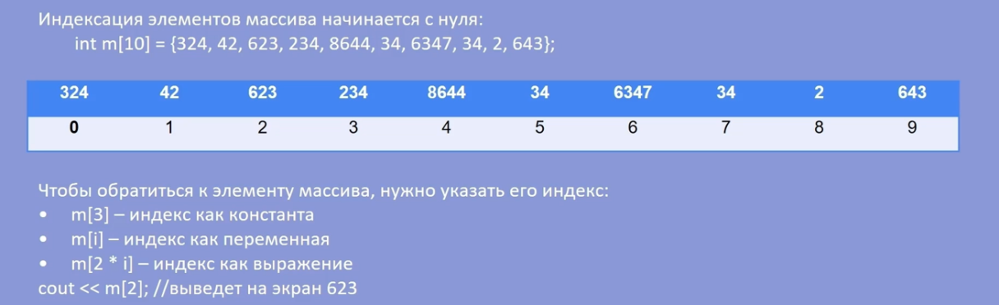 Индексация элементов массива начинается с нуля:
int m[10] = {324, 42, 623, 234, 8644, 34, 6347, 34, 2, 643};
324 42 623 234 8644 34 6347 34 2 643
0 1 2 3 4 5 6 7 8 9
Чтобы обратиться к элементу массива, нужно указать его индекс:
• m[3] – индекс как константа
• m[i] – индекс как переменная
• m[2 * i] – индекс как выражение
cout << m[2]; //выведет на экран 623